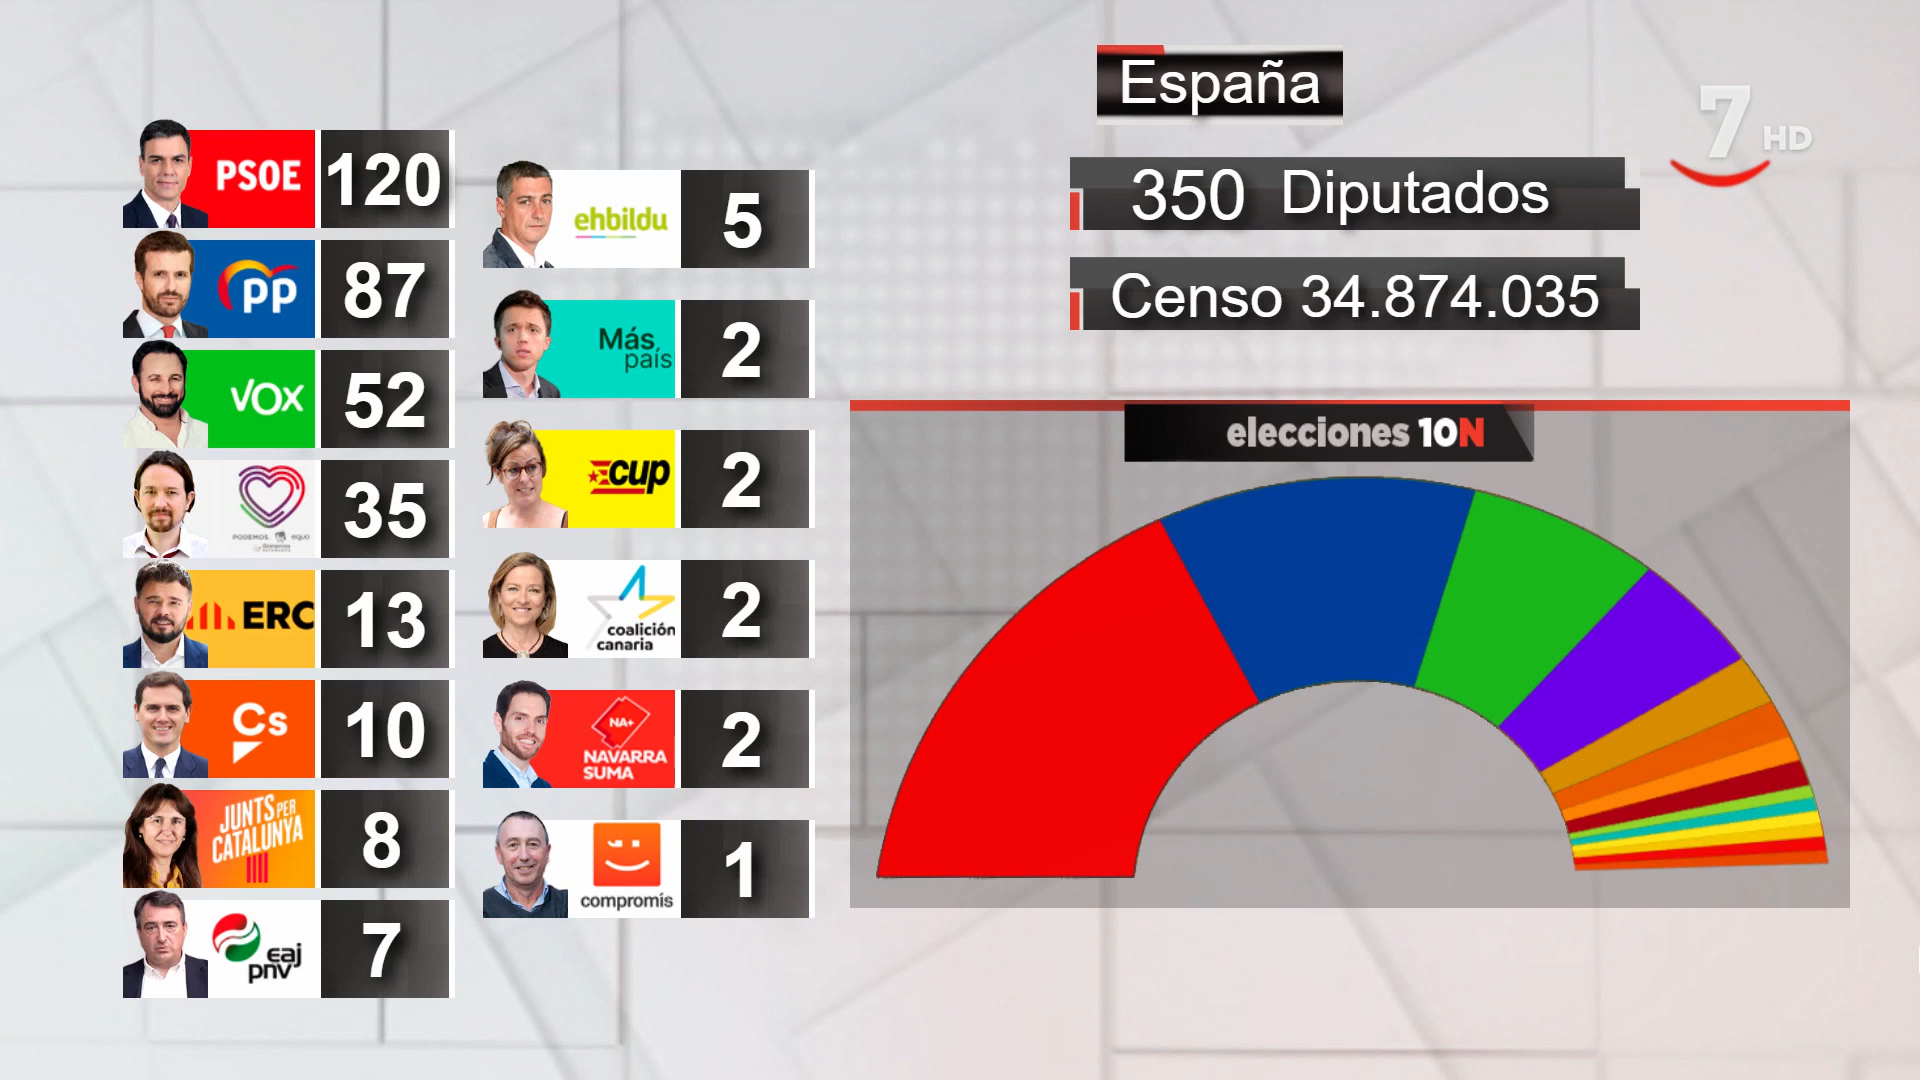 España
7 HD
350 Diputados
Censo 34.874.035
elecciones 10N
PSOE 120
pp 87
VOX 52
PODEMOS. equo 35
ERC 13
Cs 10
JUNTS PER
CATALUNYA 8
eaj
pnv 7
ehbildu 5
Más
país 2
cup 2
coalición
canaria 2
NA+
NAVARRA
SUMA 2
compromís 1